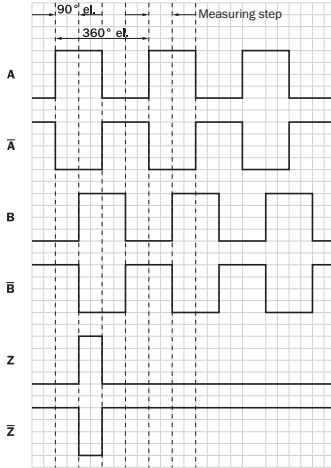 90° el.
Measuring step
360° el.
A
A̅
B
B̅
Z
Z̅